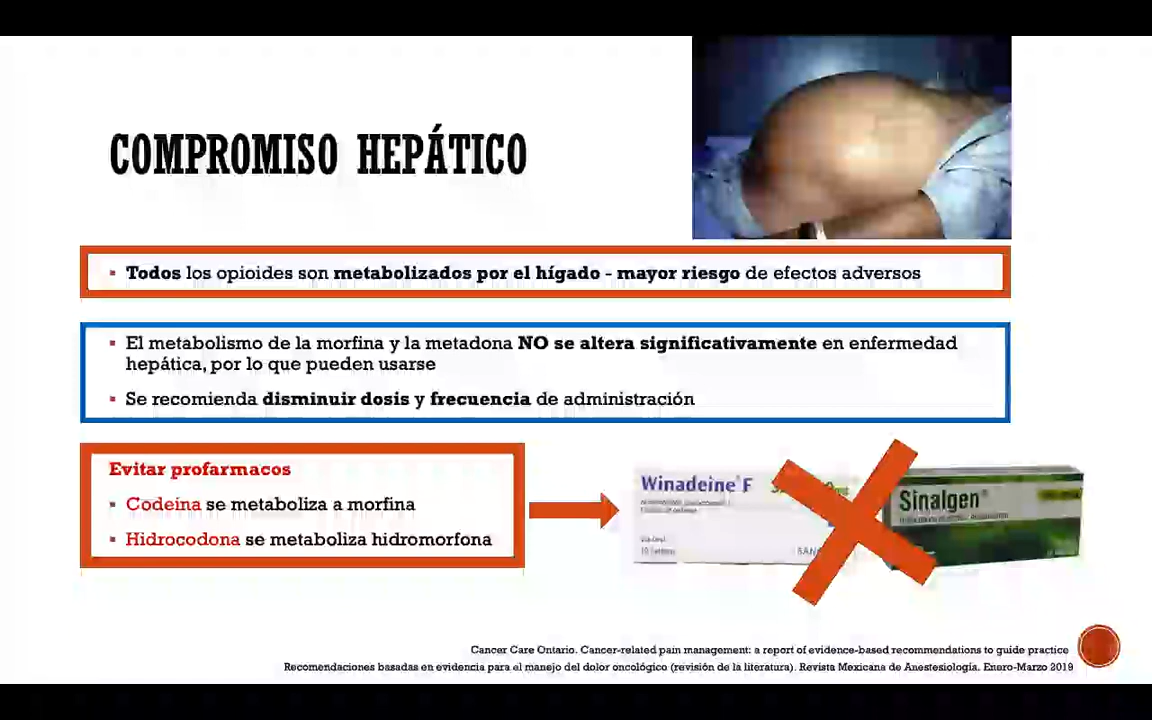 COMPROMISO HEPÁTICO
▪ Todos los opioides son metabolizados por el hígado - mayor riesgo de efectos adversos
▪ El metabolismo de la morfina y la metadona NO se altera significativamente en enfermedad
hepática, por lo que pueden usarse
▪ Se recomienda disminuir dosis y frecuencia de administración
Evitar profarmacos
▪ Codeína se metaboliza a morfina
▪ Hidrocodona se metaboliza hidromorfona
Winadeine® F
Sinalgen®
Cancer Care Ontario. Cancer-related pain management: a report of evidence-based recommendations to guide practice
Recomendaciones basadas en evidencia para el manejo del dolor oncológico (revisión de la literatura). Revista Mexicana de Anestesiología. Enero-Marzo 2019